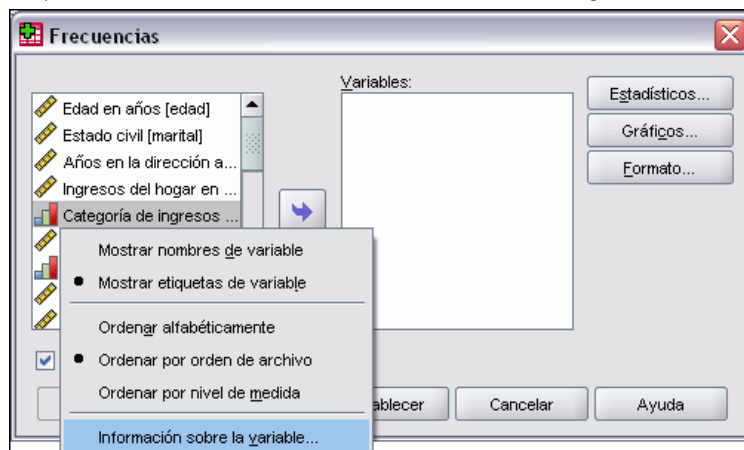 Frecuencias
Variables:
Edad en años [edad]
Estado civil [marital]
Años en la dirección a...
Ingresos del hogar en ...
Categoría de ingresos ...
Estadísticos...
Gráficos...
Formato...
Mostrar nombres de variable
Mostrar etiquetas de variable
Ordenar alfabéticamente
Ordenar por orden de archivo
Ordenar por nivel de medida
Información sobre la variable...
Cancelar
Ayuda